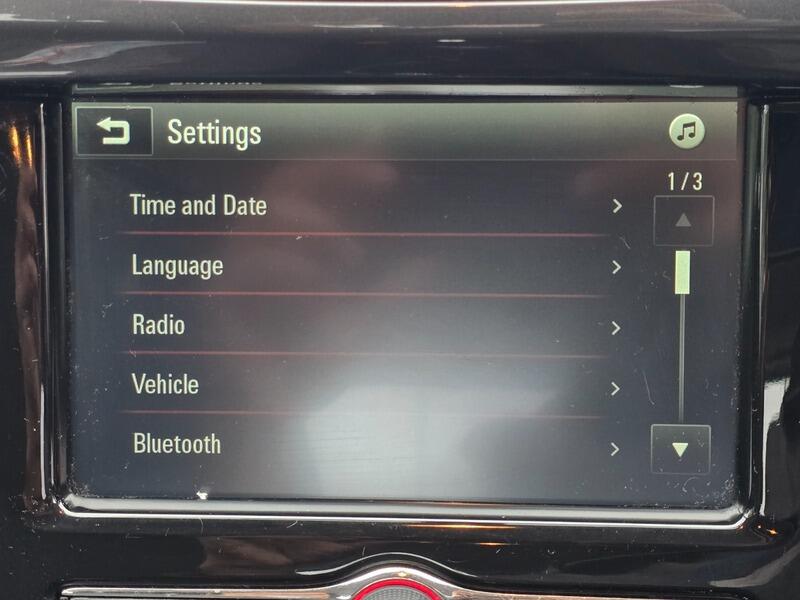 Settings
1/3
Time and Date
Language
Radio
Vehicle
Bluetooth